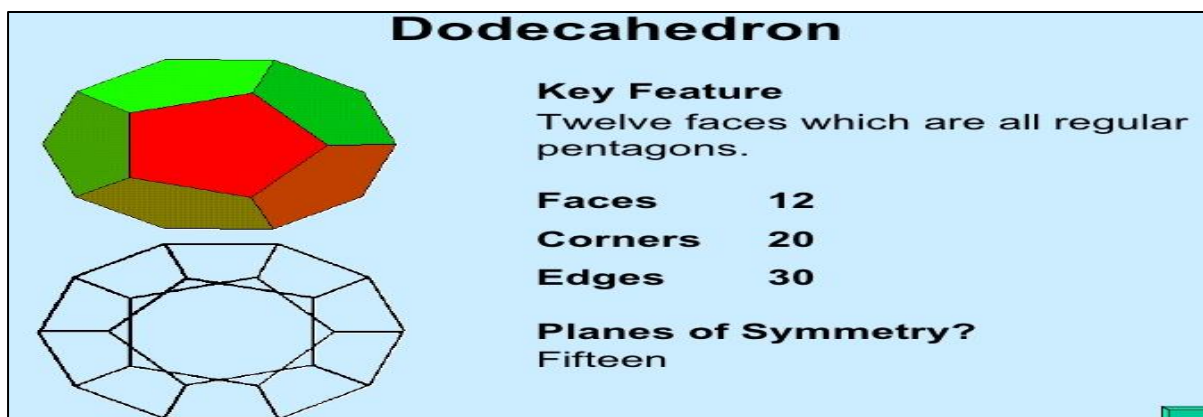 Dodecahedron
Key Feature
Twelve faces which are all regular
pentagons.
Faces 12
Corners 20
Edges 30
Planes of Symmetry?
Fifteen